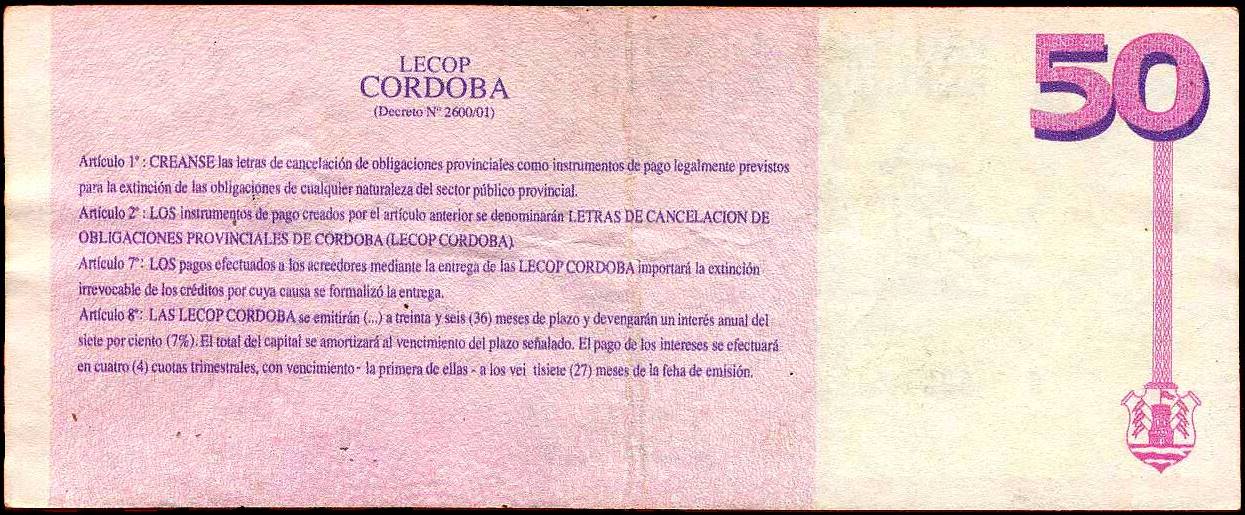 LECOP
CORDOBA
(Decreto Nº 2600/01)
50
Artículo 1º : CREANSE las letras de cancelación de obligaciones provinciales como instrumentos de pago legalmente previstos
para la extinción de las obligaciones de cualquier naturaleza del sector público provincial.
Artículo 2º : LOS instrumentos de pago creados por el artículo anterior se denominarán LETRAS DE CANCELACION DE
OBLIGACIONES PROVINCIALES DE CORDOBA (LECOP CORDOBA)
Artículo 7º: LOS pagos efectuados a los acreedores mediante la entrega de las LECOP CORDOBA importará la extinción
irrevocable de los créditos por cuya causa se formalizó la entrega.
Artículo 8º: LAS LECOP CORDOBA se emitirán (...) a treinta y seis (36) meses de plazo y devengarán un interés anual del
siete por ciento (7%). El total del capital se amortizará al vencimiento del plazo señalado. El pago de los intereses se efectuará
en cuatro (4) cuotas trimestrales, con vencimiento - la primera de ellas - a los vei tisiete (27) meses de la feha de emisión.